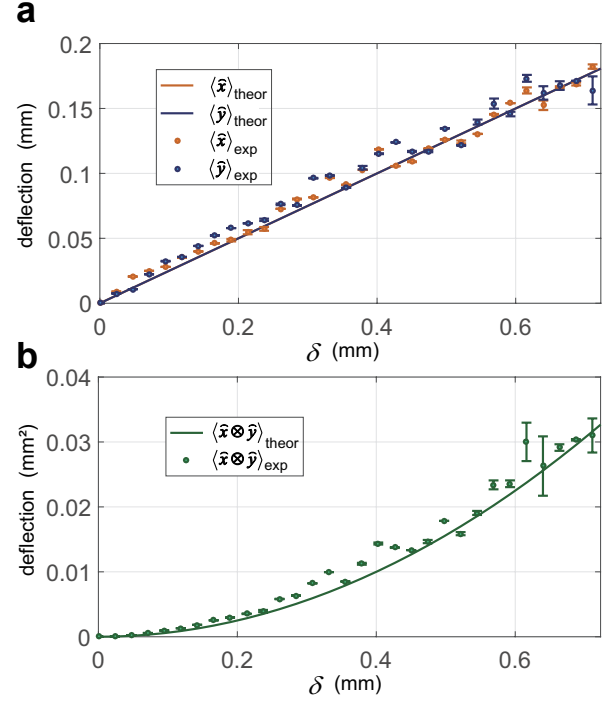 a
0.2
0.15
0.1
0.05
0
deflection (mm)
⟨x̂⟩theor
⟨ŷ⟩theor
⟨x̂⟩exp
⟨ŷ⟩exp
0 0.2 0.4 0.6
δ (mm)
b
0.04
0.03
0.02
0.01
0
deflection (mm²)
⟨x̂⊗ŷ⟩theor
⟨x̂⊗ŷ⟩exp
0 0.2 0.4 0.6
δ (mm)